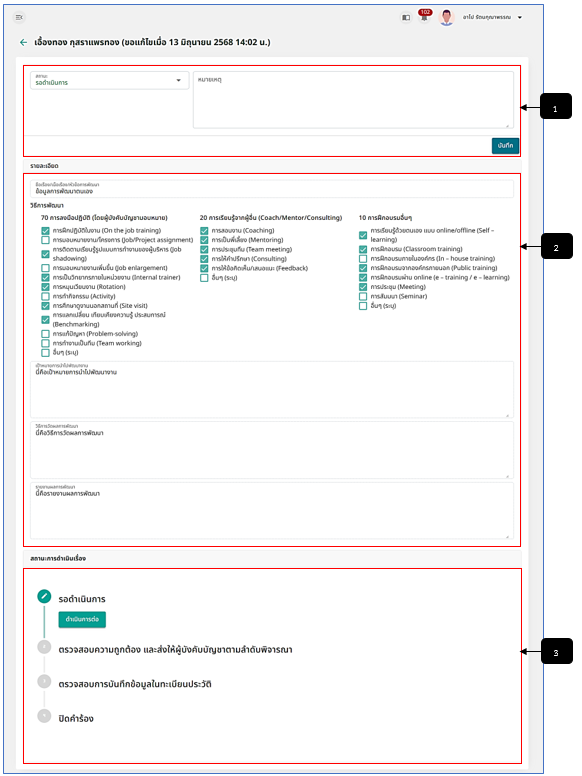 102
อาโป รัตนกุณาพรรณ
เอื้องทอง กุสราแพรทอง (ขอแก้ไขเมื่อ 13 มิถุนายน 2568 14:02 น.)
สถานะ
รอดำเนินการ
หมายเหตุ
บันทึก
1
รายละเอียด
ข้อมูลการพัฒนาตนเอง
วิธีการพัฒนา
70 การลงมือปฏิบัติ (โดยผู้บังคับบัญชามอบหมาย)
การฝึกปฏิบัติในงาน (On the job training)
การมอบหมายงาน/โครงการ (Job/Project assignment)
การติดตามเรียนรู้รูปแบบการทำงานของผู้บริหาร (Job
shadowing)
การมอบหมายงานเพิ่มขึ้น (Job enlargement)
การเป็นวิทยากรภายในหน่วยงาน (Internal trainer)
การหมุนเวียนงาน (Rotation)
การทำกิจกรรม (Activity)
การศึกษาดูงานนอกสถานที่ (Site visit)
การแลกเปลี่ยน เทียบเคียงความรู้ ประสบการณ์
(Benchmarking)
การแก้ปัญหา (Problem-solving)
การทำงานเป็นทีม (Team working)
อื่นๆ (ระบุ)
20 การเรียนรู้จากผู้อื่น (Coach/Mentor/Consulting)
การสอนงาน (Coaching)
การเป็นพี่เลี้ยง (Mentoring)
การประชุมทีม (Team meeting)
การให้คำปรึกษา (Consulting)
การให้ข้อคิดเห็น/เสนอแนะ (Feedback)
อื่นๆ (ระบุ)
10 การฝึกอบรมอื่นๆ
การเรียนรู้ด้วยตนเอง แบบ online/offline (Self –
learning)
การฝึกอบรม (Classroom training)
การฝึกอบรมภายในองค์กร (In – house training)
การฝึกอบรมจากองค์กรภายนอก (Public training)
การฝึกอบรมผ่าน online (e – training / e – learning)
การประชุม (Meeting)
การสัมมนา (Seminar)
อื่นๆ (ระบุ)
2
เป้าหมายการนำไปพัฒนางาน
นี่คือเป้าหมายการนำไปพัฒนางาน
วิธีการวัดผลการพัฒนา
นี่คือวิธีการวัดผลการพัฒนา
รายงานผลการพัฒนา
นี่คือรายงานผลการพัฒนา
สถานะการดำเนินเรื่อง
รอดำเนินการ
ดำเนินการต่อ
ตรวจสอบความถูกต้อง และส่งให้ผู้บังคับบัญชาตามลำดับพิจารณา
3
ตรวจสอบการบันทึกข้อมูลในทะเบียนประวัติ
ปิดคำร้อง